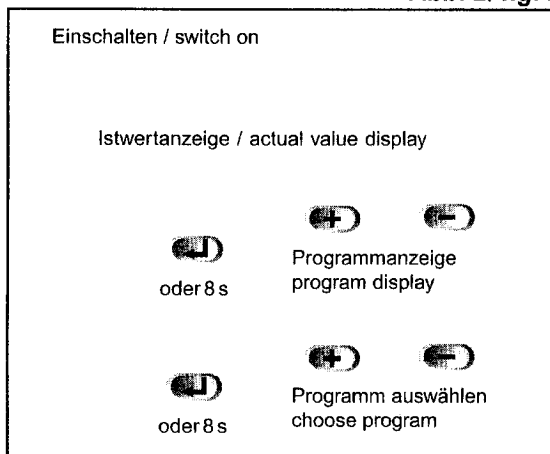 Einschalten / switch on
Istwertanzeige / actual value display
+ -
Programmanzeige
program display
oder 8 s
+ -
Programm auswählen
choose program
oder 8 s